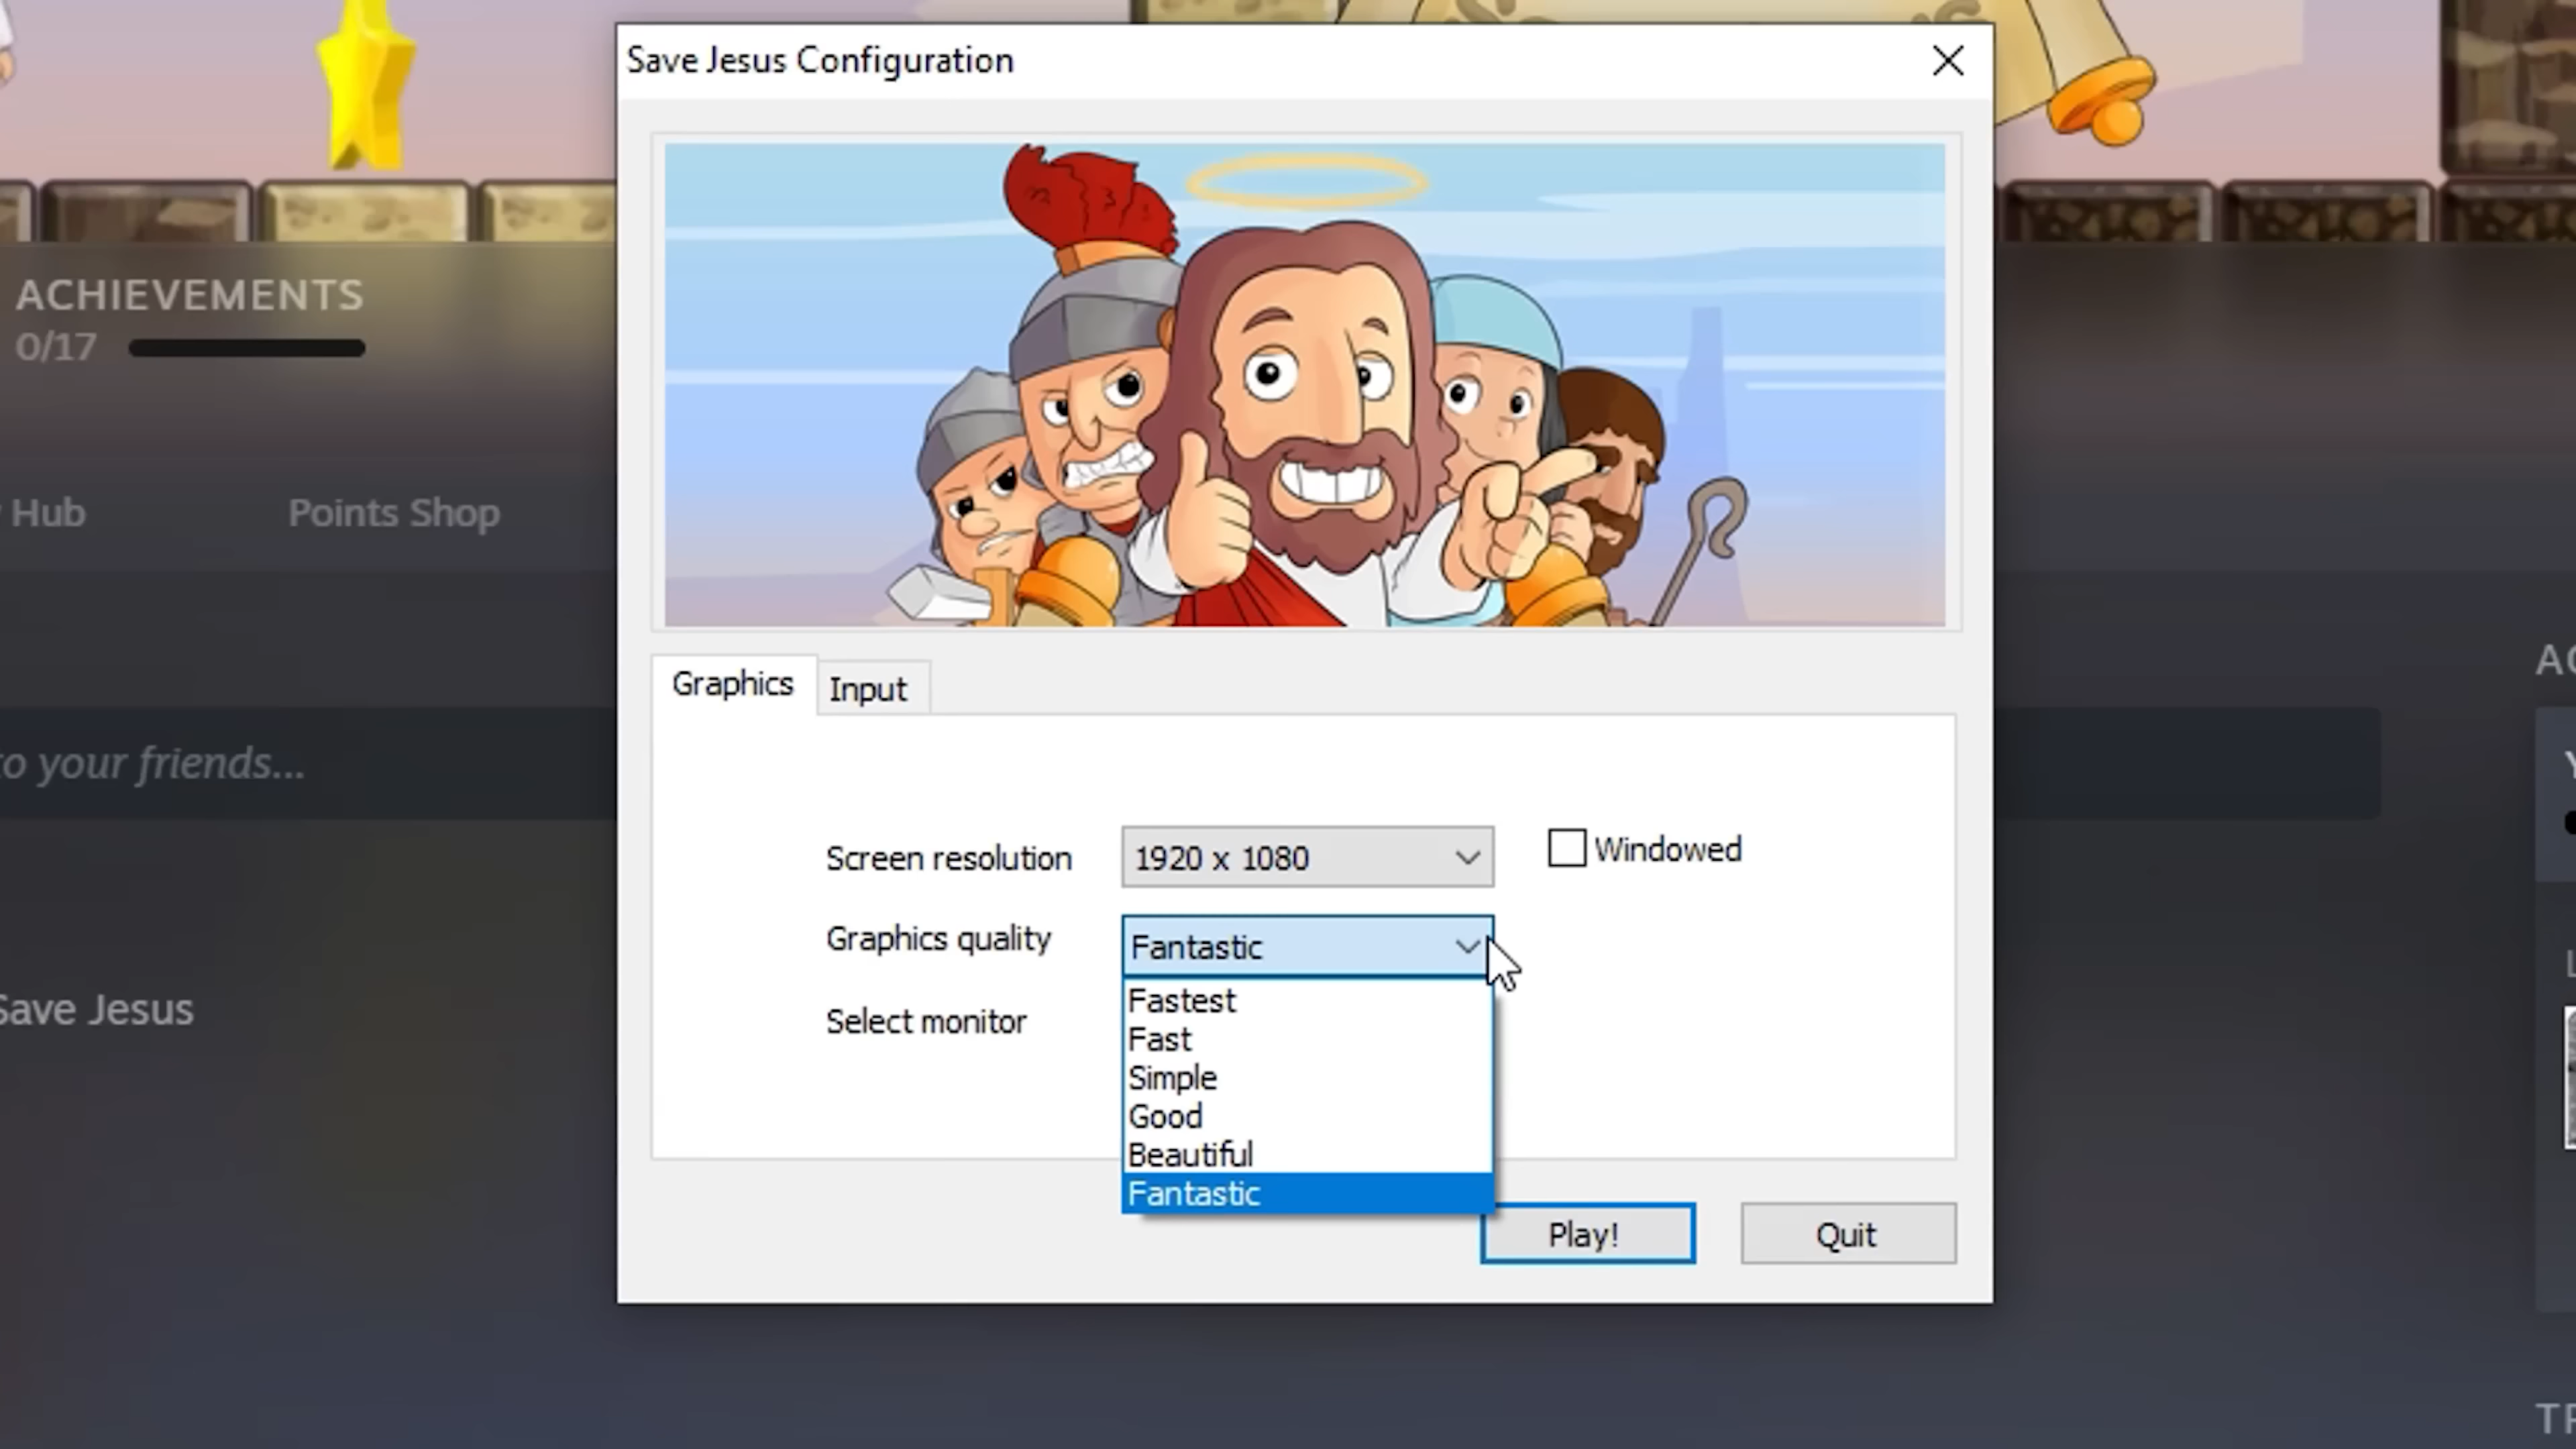 Save Jesus Configuration
ACHIEVEMENTS
0/17
Hub
Points Shop
to your friends...
Save Jesus
Graphics
Input
Screen resolution
1920 x 1080
Windowed
Graphics quality
Fantastic
Select monitor
Fastest
Fast
Simple
Good
Beautiful
Fantastic
Play!
Quit